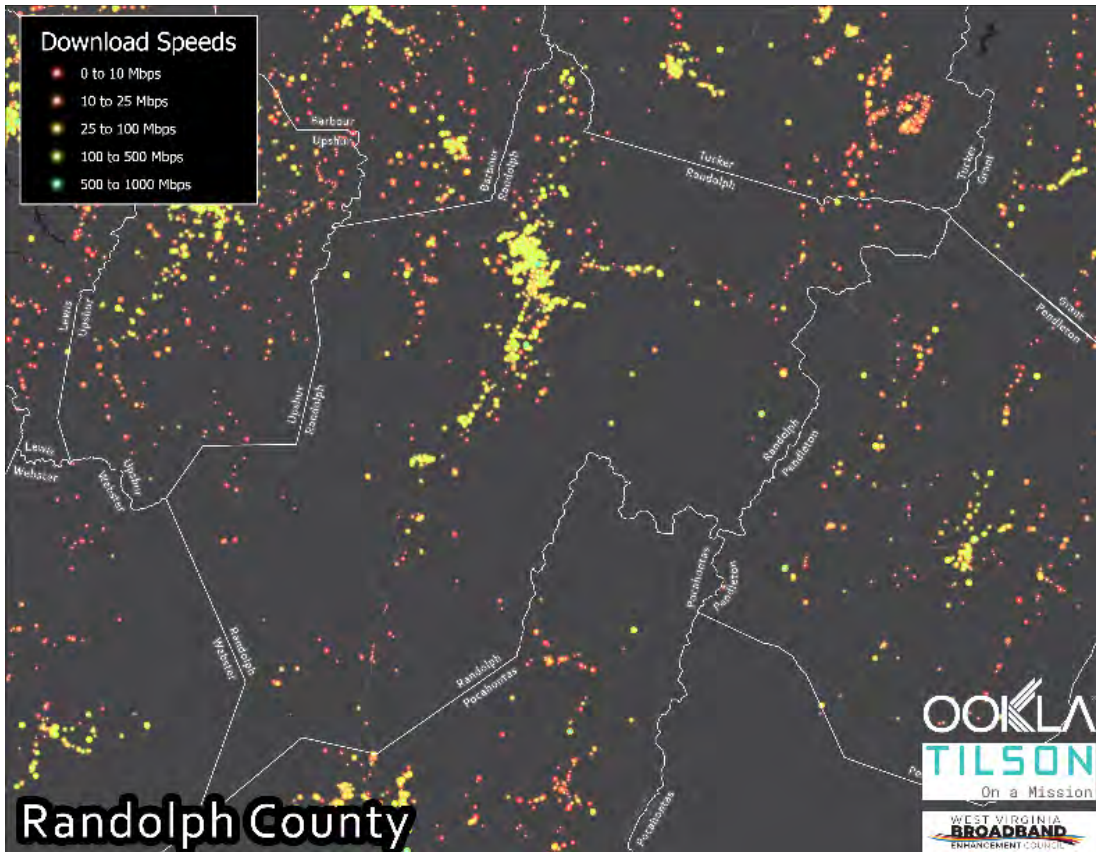 Download Speeds
0 to 10 Mbps
10 to 25 Mbps
25 to 100 Mbps
100 to 500 Mbps
500 to 1000 Mbps
Barbour
Upshur
Barbour
Randolph
Tucker
Randolph
Tucker
Grant
Grant
Pendleton
Lewis
Upshur
Upshur
Randolph
Lewis
Webster
Upshur
Webster
Randolph
Pendleton
Pocahontas
Pendleton
Randolph
Webster
Randolph
Pocahontas
Pocahontas
OOKLA
TILSON
On a Mission
WEST VIRGINIA
BROADBAND
ENHANCEMENT COUNCIL
Randolph County